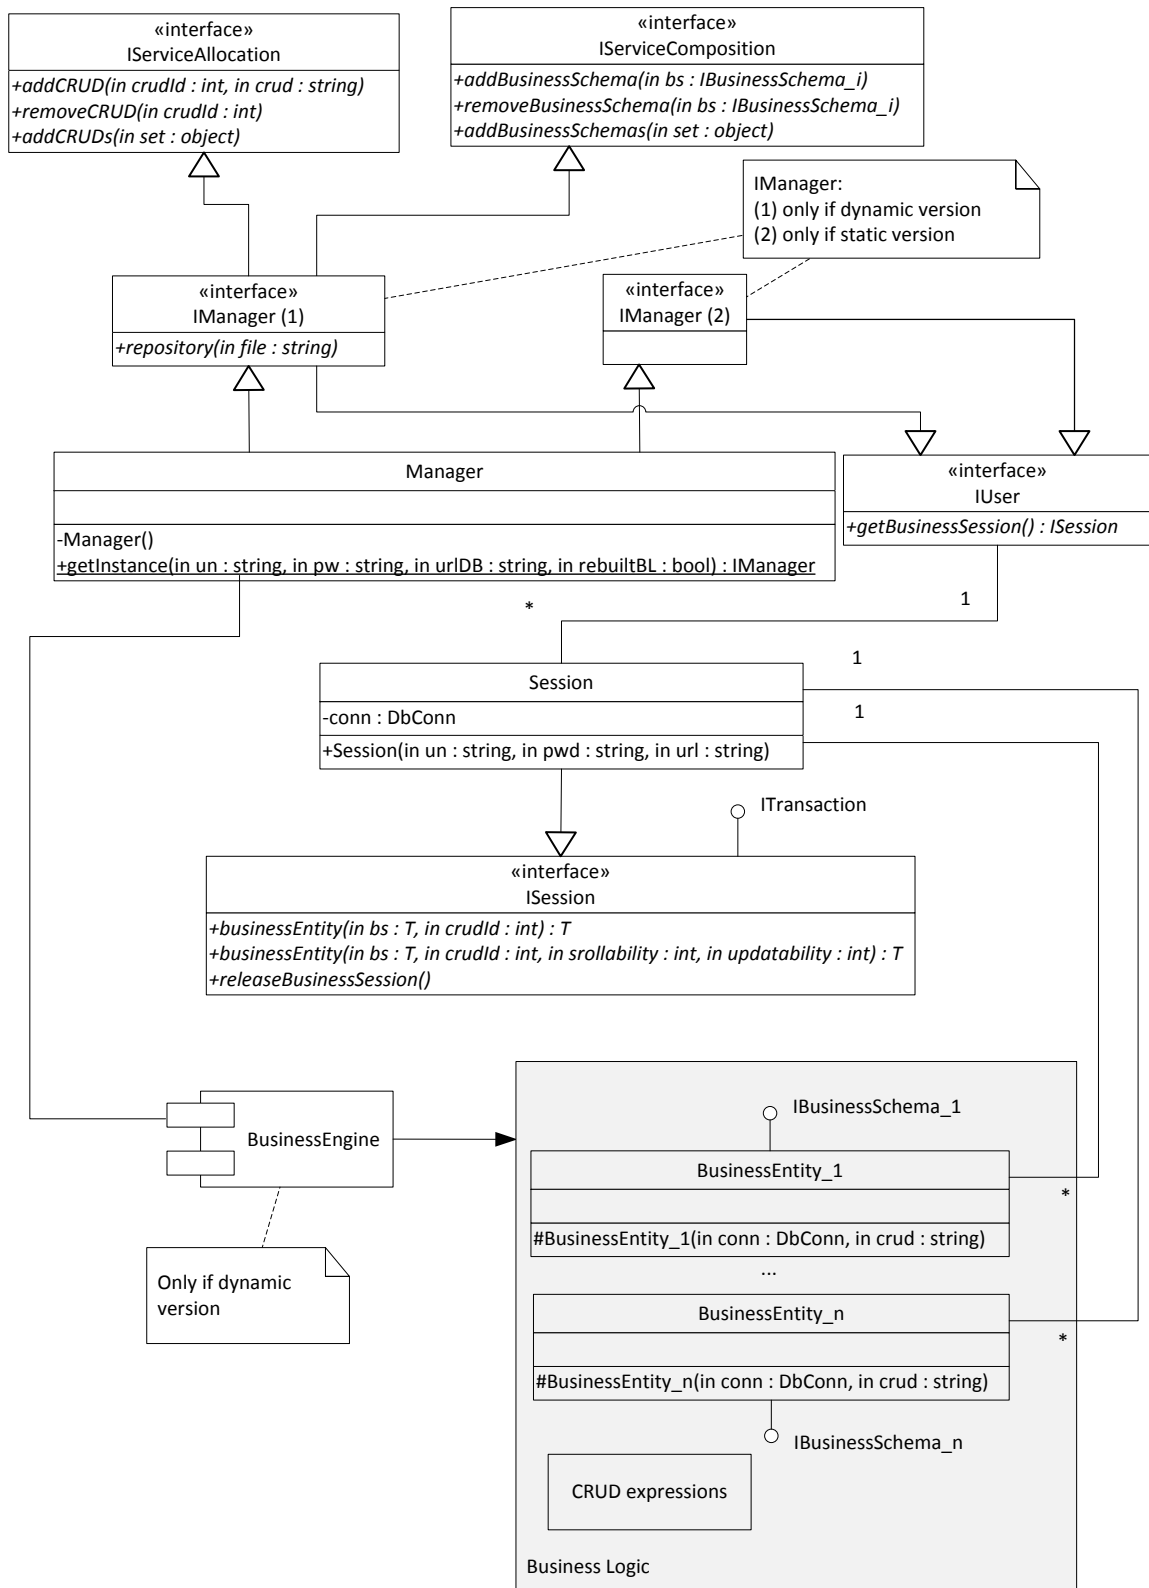 «interface»
IServiceAllocation
+addCRUD(in crudId : int, in crud : string)
+removeCRUD(in crudId : int)
+addCRUDs(in set : object)
«interface»
IServiceComposition
+addBusinessSchema(in bs : IBusinessSchema_i)
+removeBusinessSchema(in bs : IBusinessSchema_i)
+addBusinessSchemas(in set : object)
IManager:
(1) only if dynamic version
(2) only if static version
«interface»
IManager (1)
+repository(in file : string)
«interface»
IManager (2)
Manager
-Manager()
+getInstance(in un : string, in pw : string, in urlDB : string, in rebuiltBL : bool) : IManager
«interface»
IUser
+getBusinessSession() : ISession
*
1
1
1
Session
-conn : DbConn
+Session(in un : string, in pwd : string, in url : string)
ITransaction
«interface»
ISession
+businessEntity(in bs : T, in crudId : int) : T
+businessEntity(in bs : T, in crudId : int, in srollability : int, in updatability : int) : T
+releaseBusinessSession()
BusinessEngine
Only if dynamic
version
IBusinessSchema_1
BusinessEntity_1
*
#BusinessEntity_1(in conn : DbConn, in crud : string)
...
BusinessEntity_n
*
#BusinessEntity_n(in conn : DbConn, in crud : string)
IBusinessSchema_n
CRUD expressions
Business Logic